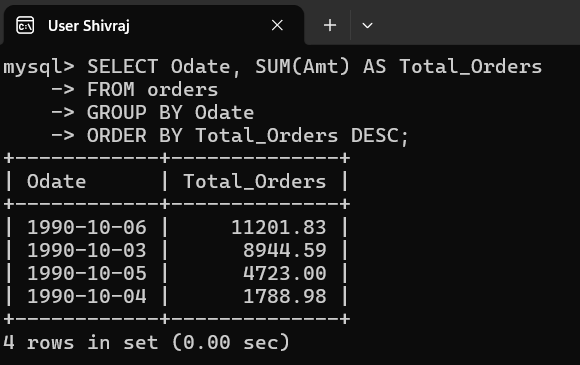 User Shivraj
mysql> SELECT Odate, SUM(Amt) AS Total_Orders
    -> FROM orders
    -> GROUP BY Odate
    -> ORDER BY Total_Orders DESC;
+------------+--------------+
| Odate      | Total_Orders |
+------------+--------------+
| 1990-10-06 |     11201.83 |
| 1990-10-03 |      8944.59 |
| 1990-10-05 |      4723.00 |
| 1990-10-04 |      1788.98 |
+------------+--------------+
4 rows in set (0.00 sec)